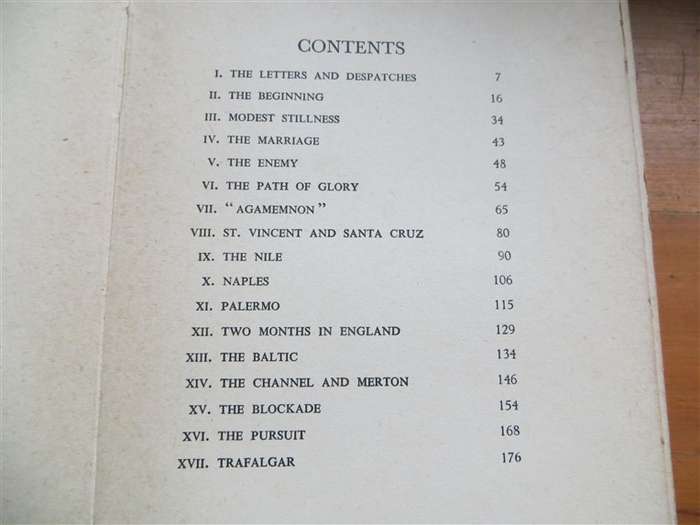 CONTENTS
I. THE LETTERS AND DESPATCHES 7
II. THE BEGINNING 16
III. MODEST STILLNESS 34
IV. THE MARRIAGE 43
V. THE ENEMY 48
VI. THE PATH OF GLORY 54
VII. "AGAMEMNON" 65
VIII. ST. VINCENT AND SANTA CRUZ 80
IX. THE NILE 90
X. NAPLES 106
XI. PALERMO 115
XII. TWO MONTHS IN ENGLAND 129
XIII. THE BALTIC 134
XIV. THE CHANNEL AND MERTON 146
XV. THE BLOCKADE 154
XVI. THE PURSUIT 168
XVII. TRAFALGAR 176